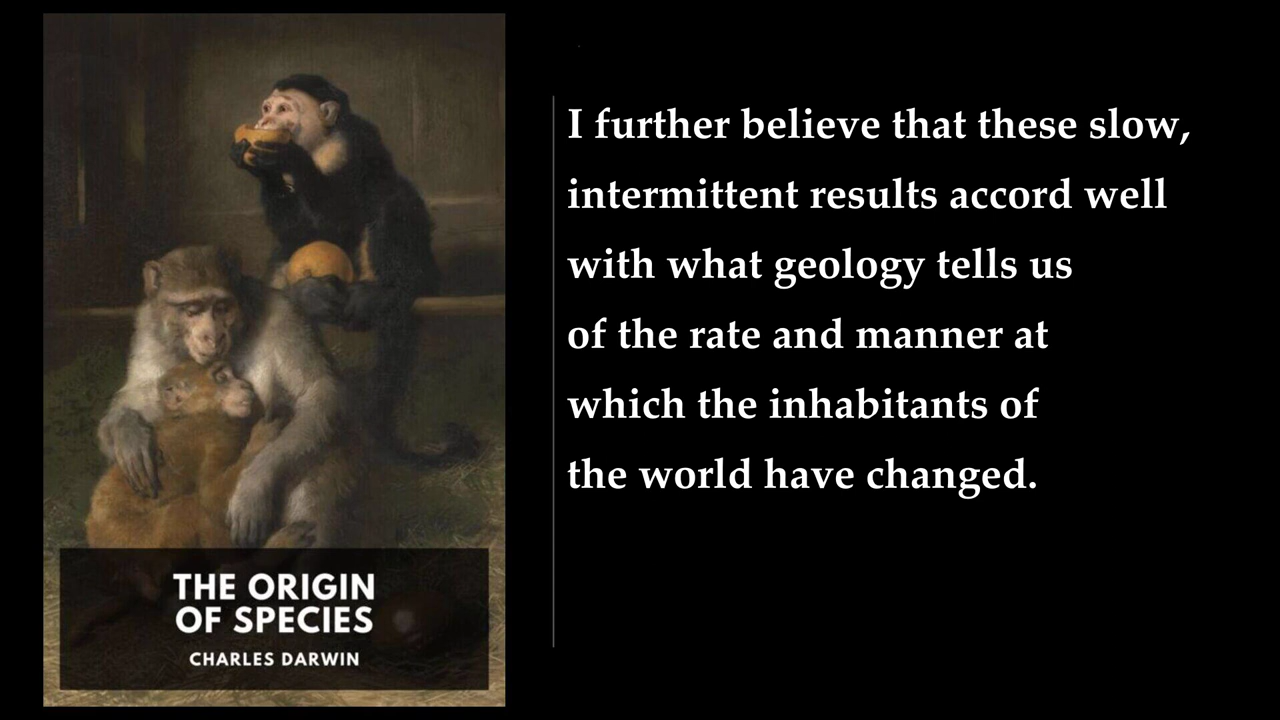 THE ORIGIN
OF SPECIES
CHARLES DARWIN
I further believe that these slow,
intermittent results accord well
with what geology tells us
of the rate and manner at
which the inhabitants of
the world have changed.